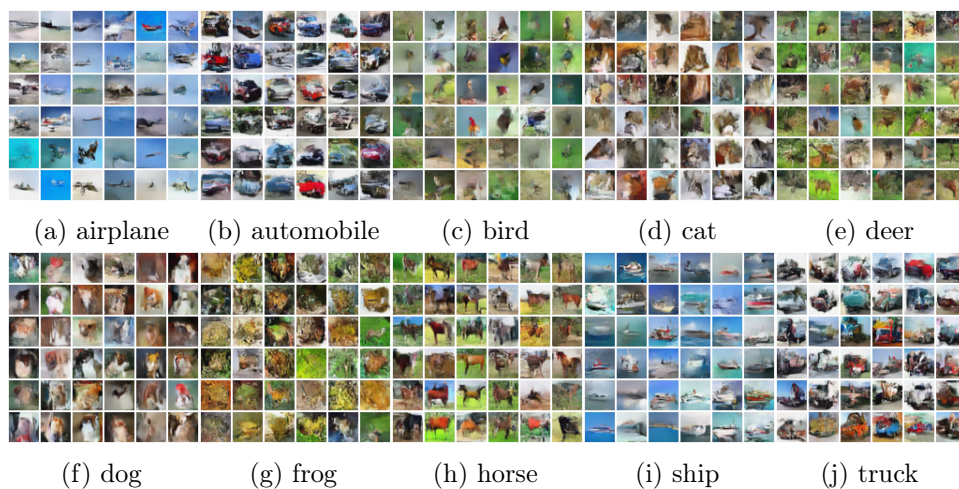 (a) airplane (b) automobile (c) bird (d) cat (e) deer
(f) dog (g) frog (h) horse (i) ship (j) truck